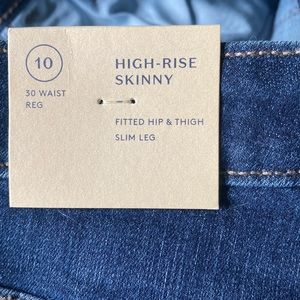 10
30 WAIST
REG
HIGH-RISE
SKINNY
FITTED HIP & THIGH
SLIM LEG